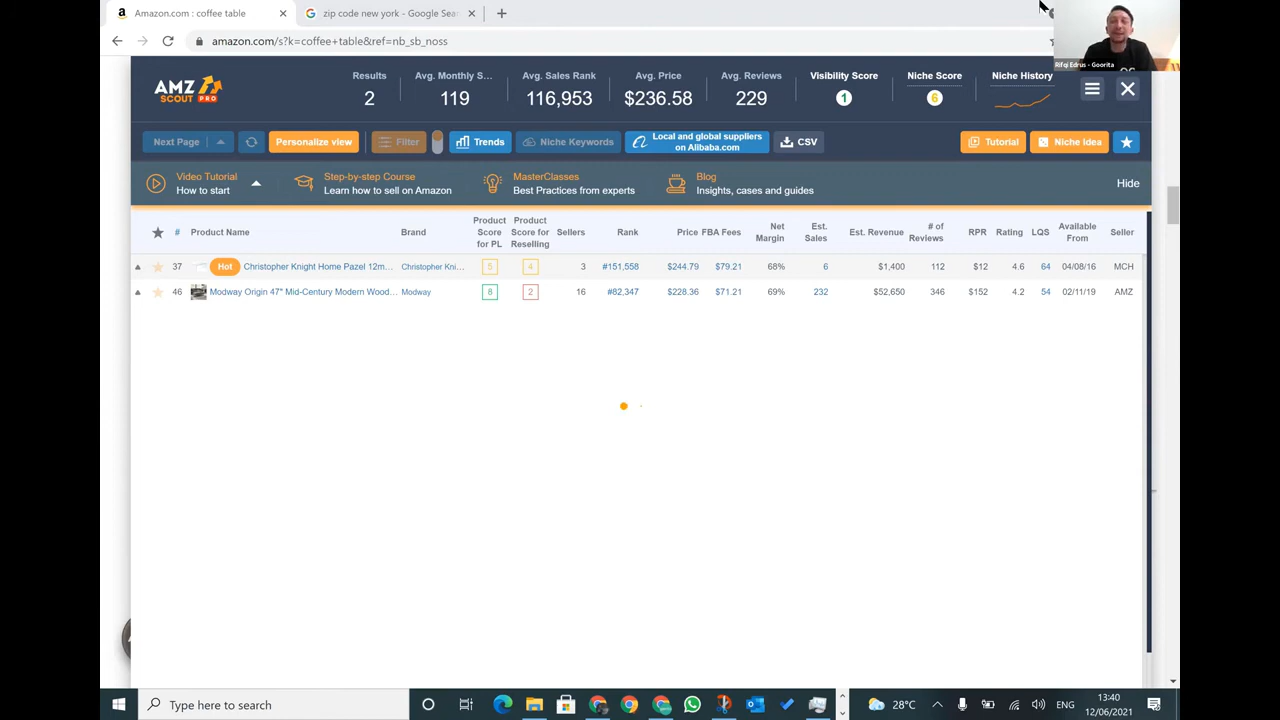 Amazon.com : coffee table
zip code new york - Google Sea
amazon.com/s?k=coffee+table&ref=nb_sb_noss
Rifqi Edrus - Goorita
AMZ
SCOUT PRO
Results
2
Avg. Monthly S...
119
Avg. Sales Rank
116,953
Avg. Price
$236.58
Avg. Reviews
229
Visibility Score
1
Niche Score
6
Niche History
Next Page
Personalize view
Filter
Trends
Niche Keywords
Local and global suppliers
on Alibaba.com
CSV
Tutorial
Niche Idea
Video Tutorial
How to start
Step-by-step Course
Learn how to sell on Amazon
MasterClasses
Best Practices from experts
Blog
Insights, cases and guides
Hide
# Product Name Brand Product Score for PL Product Score for Reselling Sellers Rank Price FBA Fees Net Margin Est. Sales Est. Revenue # of Reviews RPR Rating LQS Available From Seller
37 Hot Christopher Knight Home Pazel 12m... Christopher Kni... 5 4 3 #151,558 $244.79 $79.21 68% 6 $1,400 112 $12 4.6 64 04/08/16 MCH
46 Modway Origin 47" Mid-Century Modern Wood... Modway 8 2 16 #82,347 $228.36 $71.21 69% 232 $52,650 346 $152 4.2 54 02/11/19 AMZ
Type here to search
28°C
ENG
13:40
12/06/2021